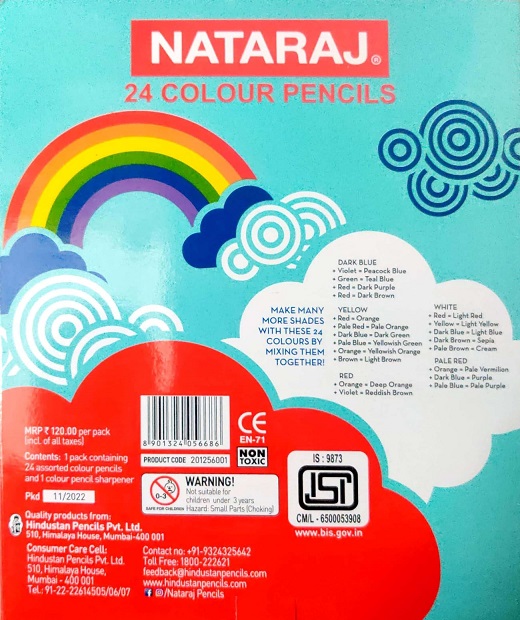 NATARAJ®
24 COLOUR PENCILS
MAKE MANY
MORE SHADES
WITH THESE 24
COLOURS BY
MIXING THEM
TOGETHER!
DARK BLUE
• Violet = Peacock Blue
• Green = Teal Blue
• Red = Dark Purple
• Red = Dark Brown
YELLOW
• Red = Orange
• Pale Red = Pale Orange
• Dark Blue = Dark Green
• Pale Blue = Yellowish Green
• Orange = Yellowish Orange
• Brown = Light Brown
RED
• Orange = Deep Orange
• Violet = Reddish Brown
WHITE
• Red = Light Red
• Yellow = Light Yellow
• Dark Blue = Light Blue
• Dark Brown = Sepia
• Pale Brown = Cream
PALE RED
• Orange = Pale Vermilion
• Dark Blue = Purple
• Pale Blue = Pale Purple
MRP ₹ 120.00 per pack
(incl. of all taxes)
Contents: 1 pack containing
24 assorted colour pencils
and 1 colour pencil sharpener
Pkd 11/2022
8 901324 056686
PRODUCT CODE 201256001
CE
EN-71
NON
TOXIC
0-3
SAFE FOR CHILDREN
WARNING!
Not suitable for
children under 3 years
Hazard: Small Parts (Choking)
IS : 9873
ISI
CM/L - 6500053908
www.bis.gov.in
Quality products from:
Hindustan Pencils Pvt. Ltd.
510, Himalaya House, Mumbai-400 001
Consumer Care Cell:
Hindustan Pencils Pvt. Ltd.
510, Himalaya House,
Mumbai - 400 001
Tel.: 91-22-22614505/06/07
Contact no: +91-9324325642
Toll Free: 1800-222621
feedback@hindustanpencils.com
www.hindustanpencils.com
/Nataraj Pencils